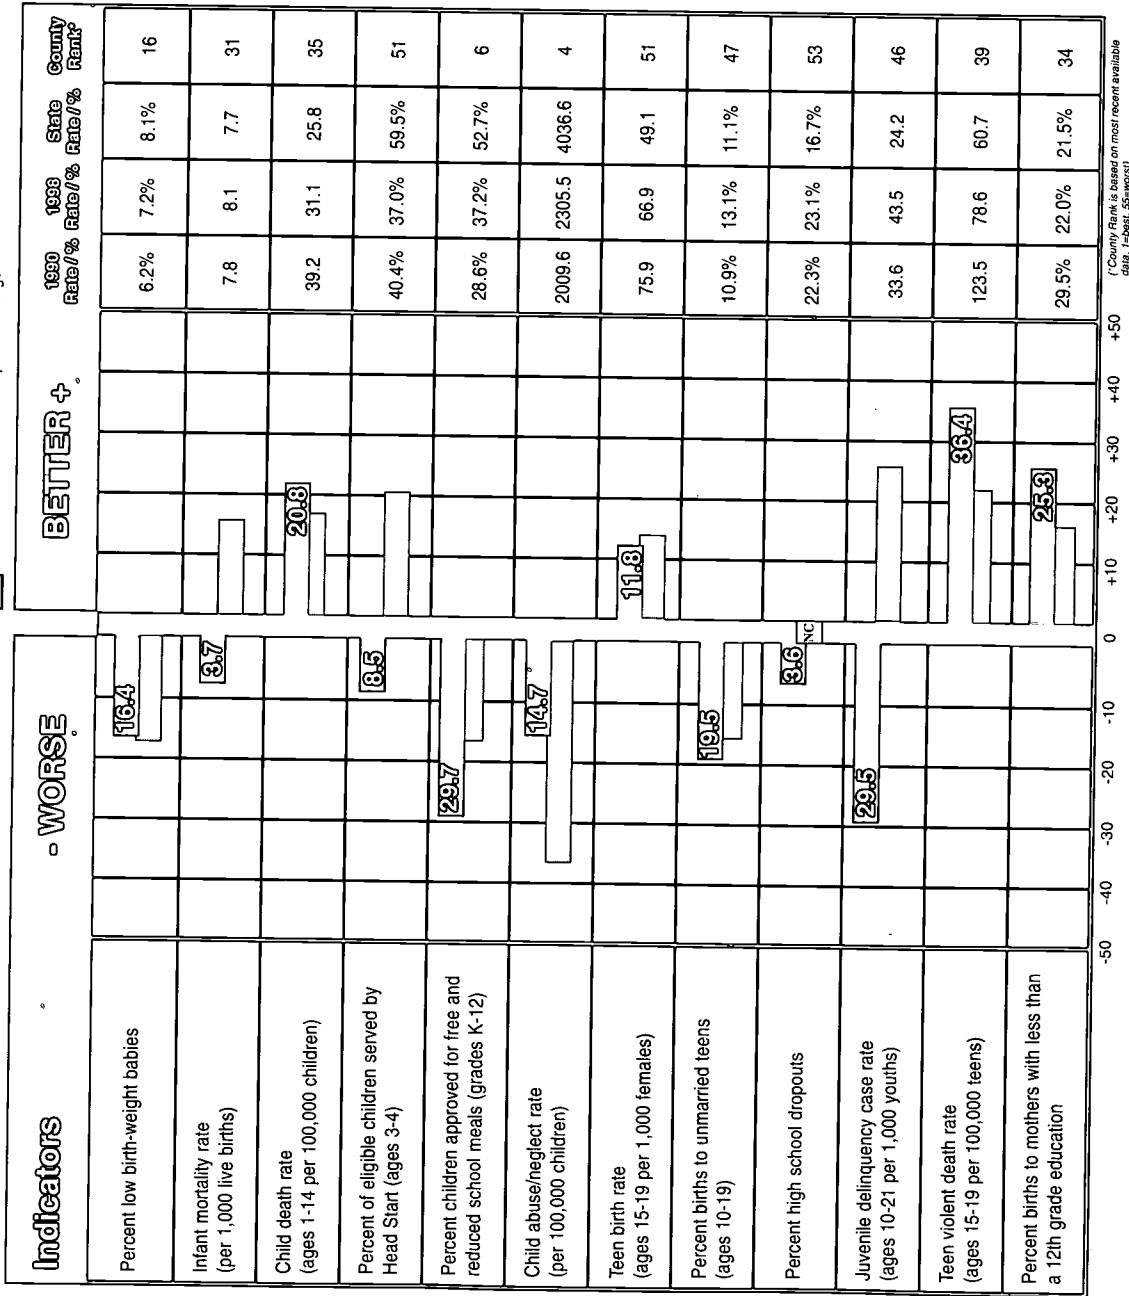 Indicators
- WORSE
BETTER +
1990 Rate / %
1998 Rate / %
State Rate / %
County Rank*
Percent low birth-weight babies
16.4
6.2% 7.2% 8.1% 16
Infant mortality rate
(per 1,000 live births)
3.7
7.8 8.1 7.7 31
Child death rate
(ages 1-14 per 100,000 children)
20.8
39.2 31.1 25.8 35
Percent of eligible children served by
Head Start (ages 3-4)
8.5
40.4% 37.0% 59.5% 51
Percent children approved for free and
reduced school meals (grades K-12)
29.7
28.6% 37.2% 52.7% 6
Child abuse/neglect rate
(per 100,000 children)
14.7
2009.6 2305.5 4036.6 4
Teen birth rate
(ages 15-19 per 1,000 females)
11.8
75.9 66.9 49.1 51
Percent births to unmarried teens
(ages 10-19)
19.5
10.9% 13.1% 11.1% 47
Percent high school dropouts
3.6
NC
22.3% 23.1% 16.7% 53
Juvenile delinquency case rate
(ages 10-21 per 1,000 youths)
29.5
33.6 43.5 24.2 46
Teen violent death rate
(ages 15-19 per 100,000 teens)
36.4
123.5 78.6 60.7 39
Percent births to mothers with less than
a 12th grade education
25.3
29.5% 22.0% 21.5% 34
-50 -40 -30 -20 -10 0 +10 +20 +30 +40 +50
(*County Rank is based on most recent available
data. 1=best, 55=worst)